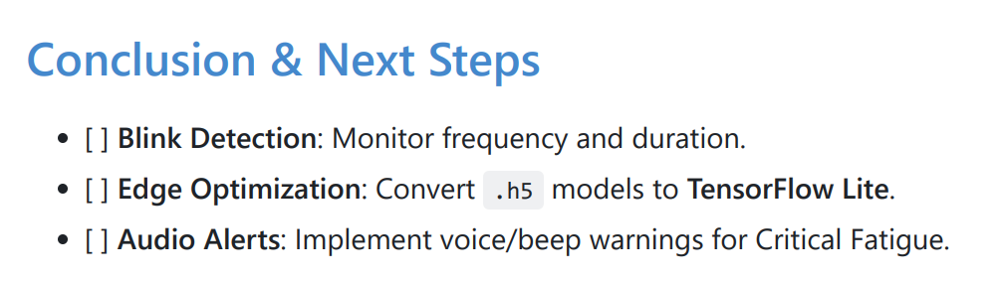 Conclusion & Next Steps
• [ ] Blink Detection: Monitor frequency and duration.
• [ ] Edge Optimization: Convert .h5 models to TensorFlow Lite.
• [ ] Audio Alerts: Implement voice/beep warnings for Critical Fatigue.